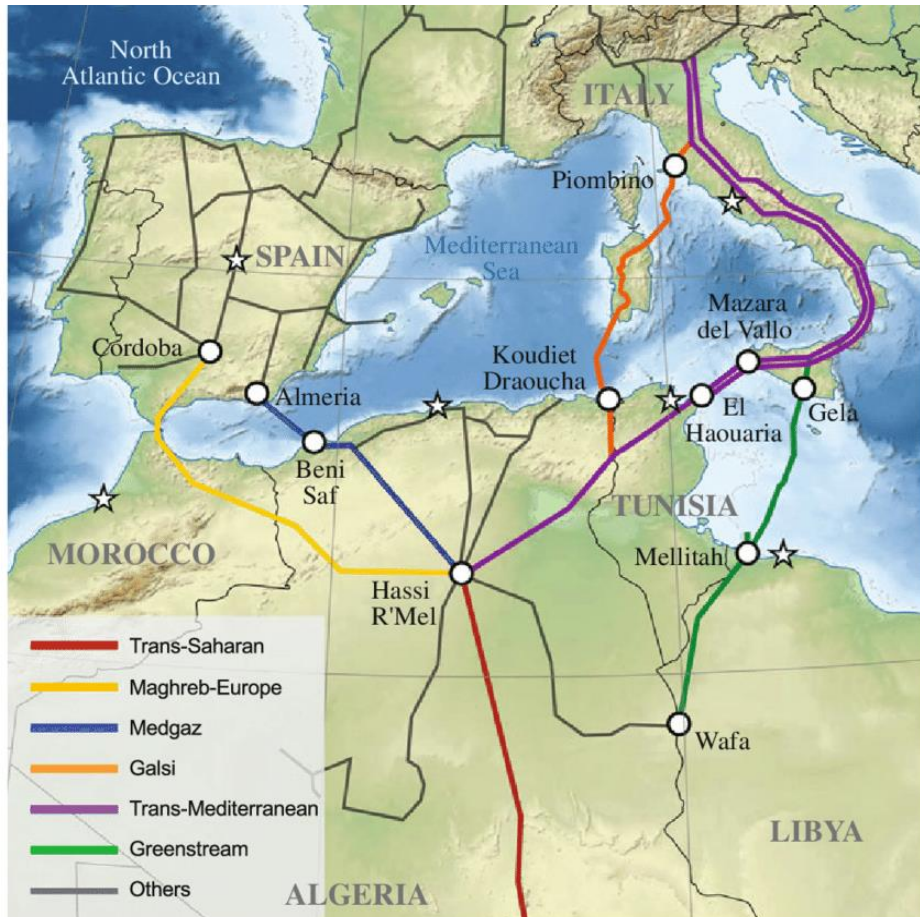 North
Atlantic Ocean
ITALY
Piombino
Mediterranean
Sea
SPAIN
Mazara
del Vallo
Cordoba
Koudiet
Draoucha
Almeria
El
Haouaria
Gela
Beni
Saf
TUNISIA
MOROCCO
Mellitah
Hassi
R'Mel
Trans-Saharan
Maghreb-Europe
Medgaz
Wafa
Galsi
Trans-Mediterranean
Greenstream
LIBYA
Others
ALGERIA